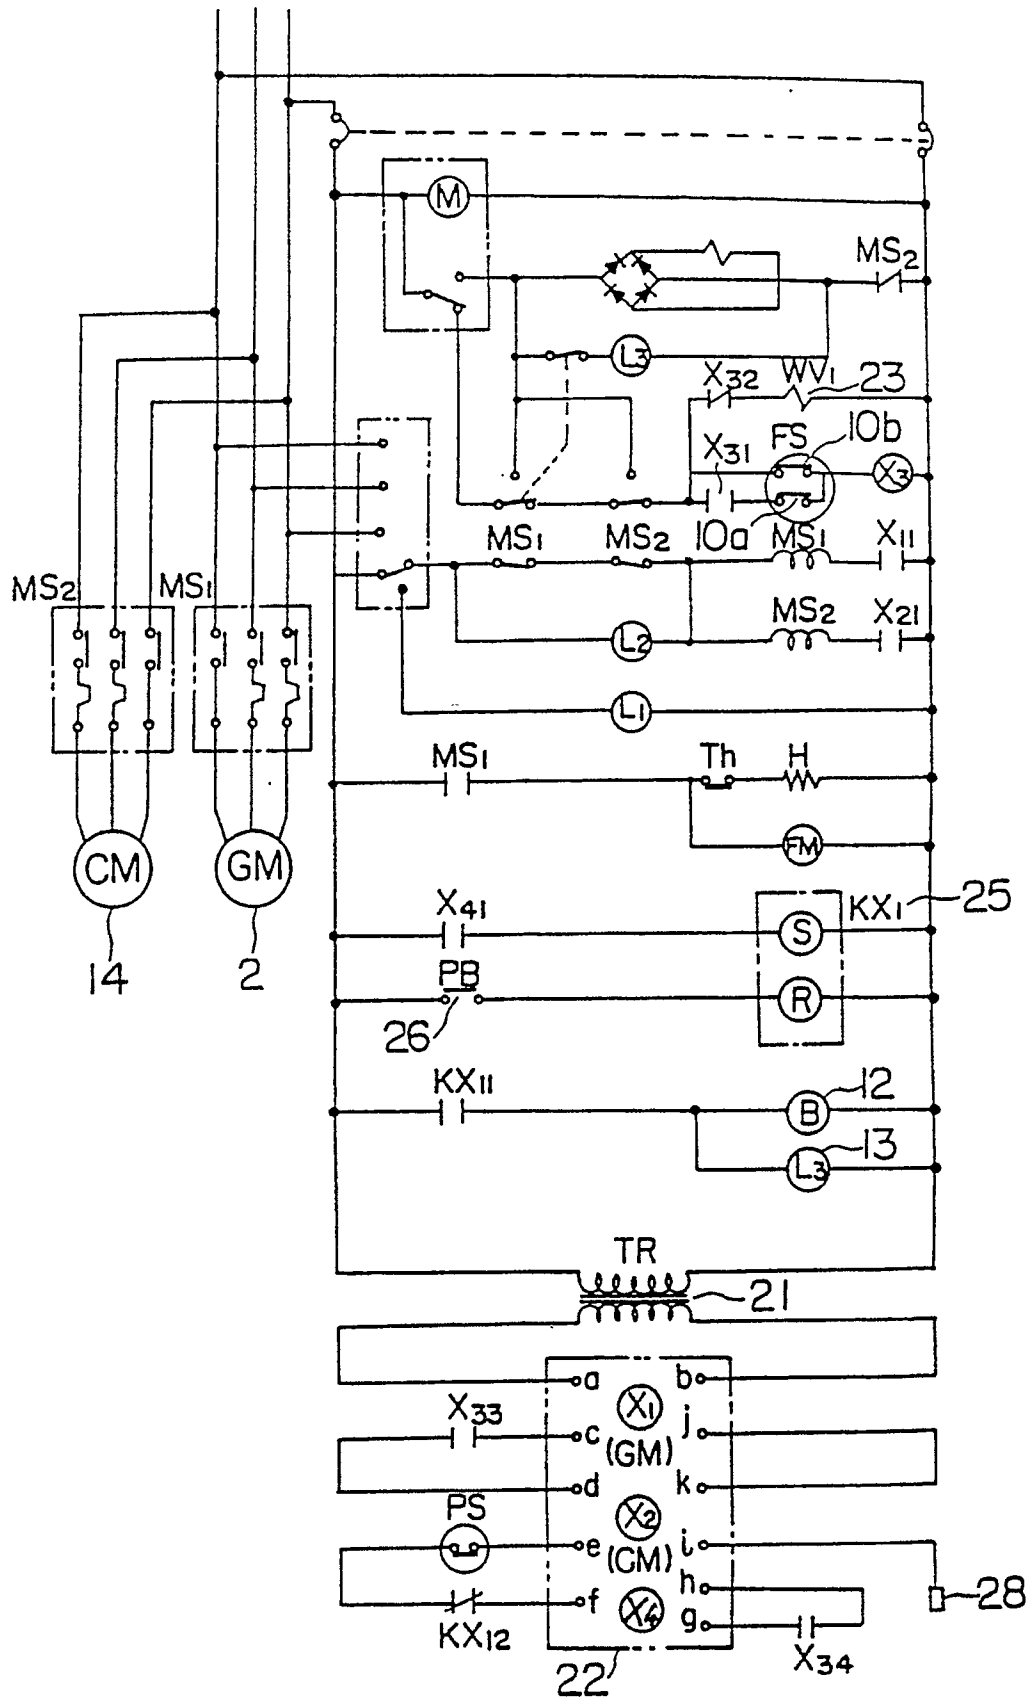 M
MS2
L3
WV1
23
X32
FS
10b
X31
X3
10a
MS1
MS2
MS1
X11
MS2
MS1
MS2
X21
L2
L1
MS1
Th
H
CM
GM
FM
14
2
X41
KX1
25
S
PB
R
26
KX11
12
B
13
L3
TR
21
a
b
X1
X33
c
j
(GM)
d
k
PS
X2
e
i
(CM)
h
f
X4
g
28
KX12
X34
22